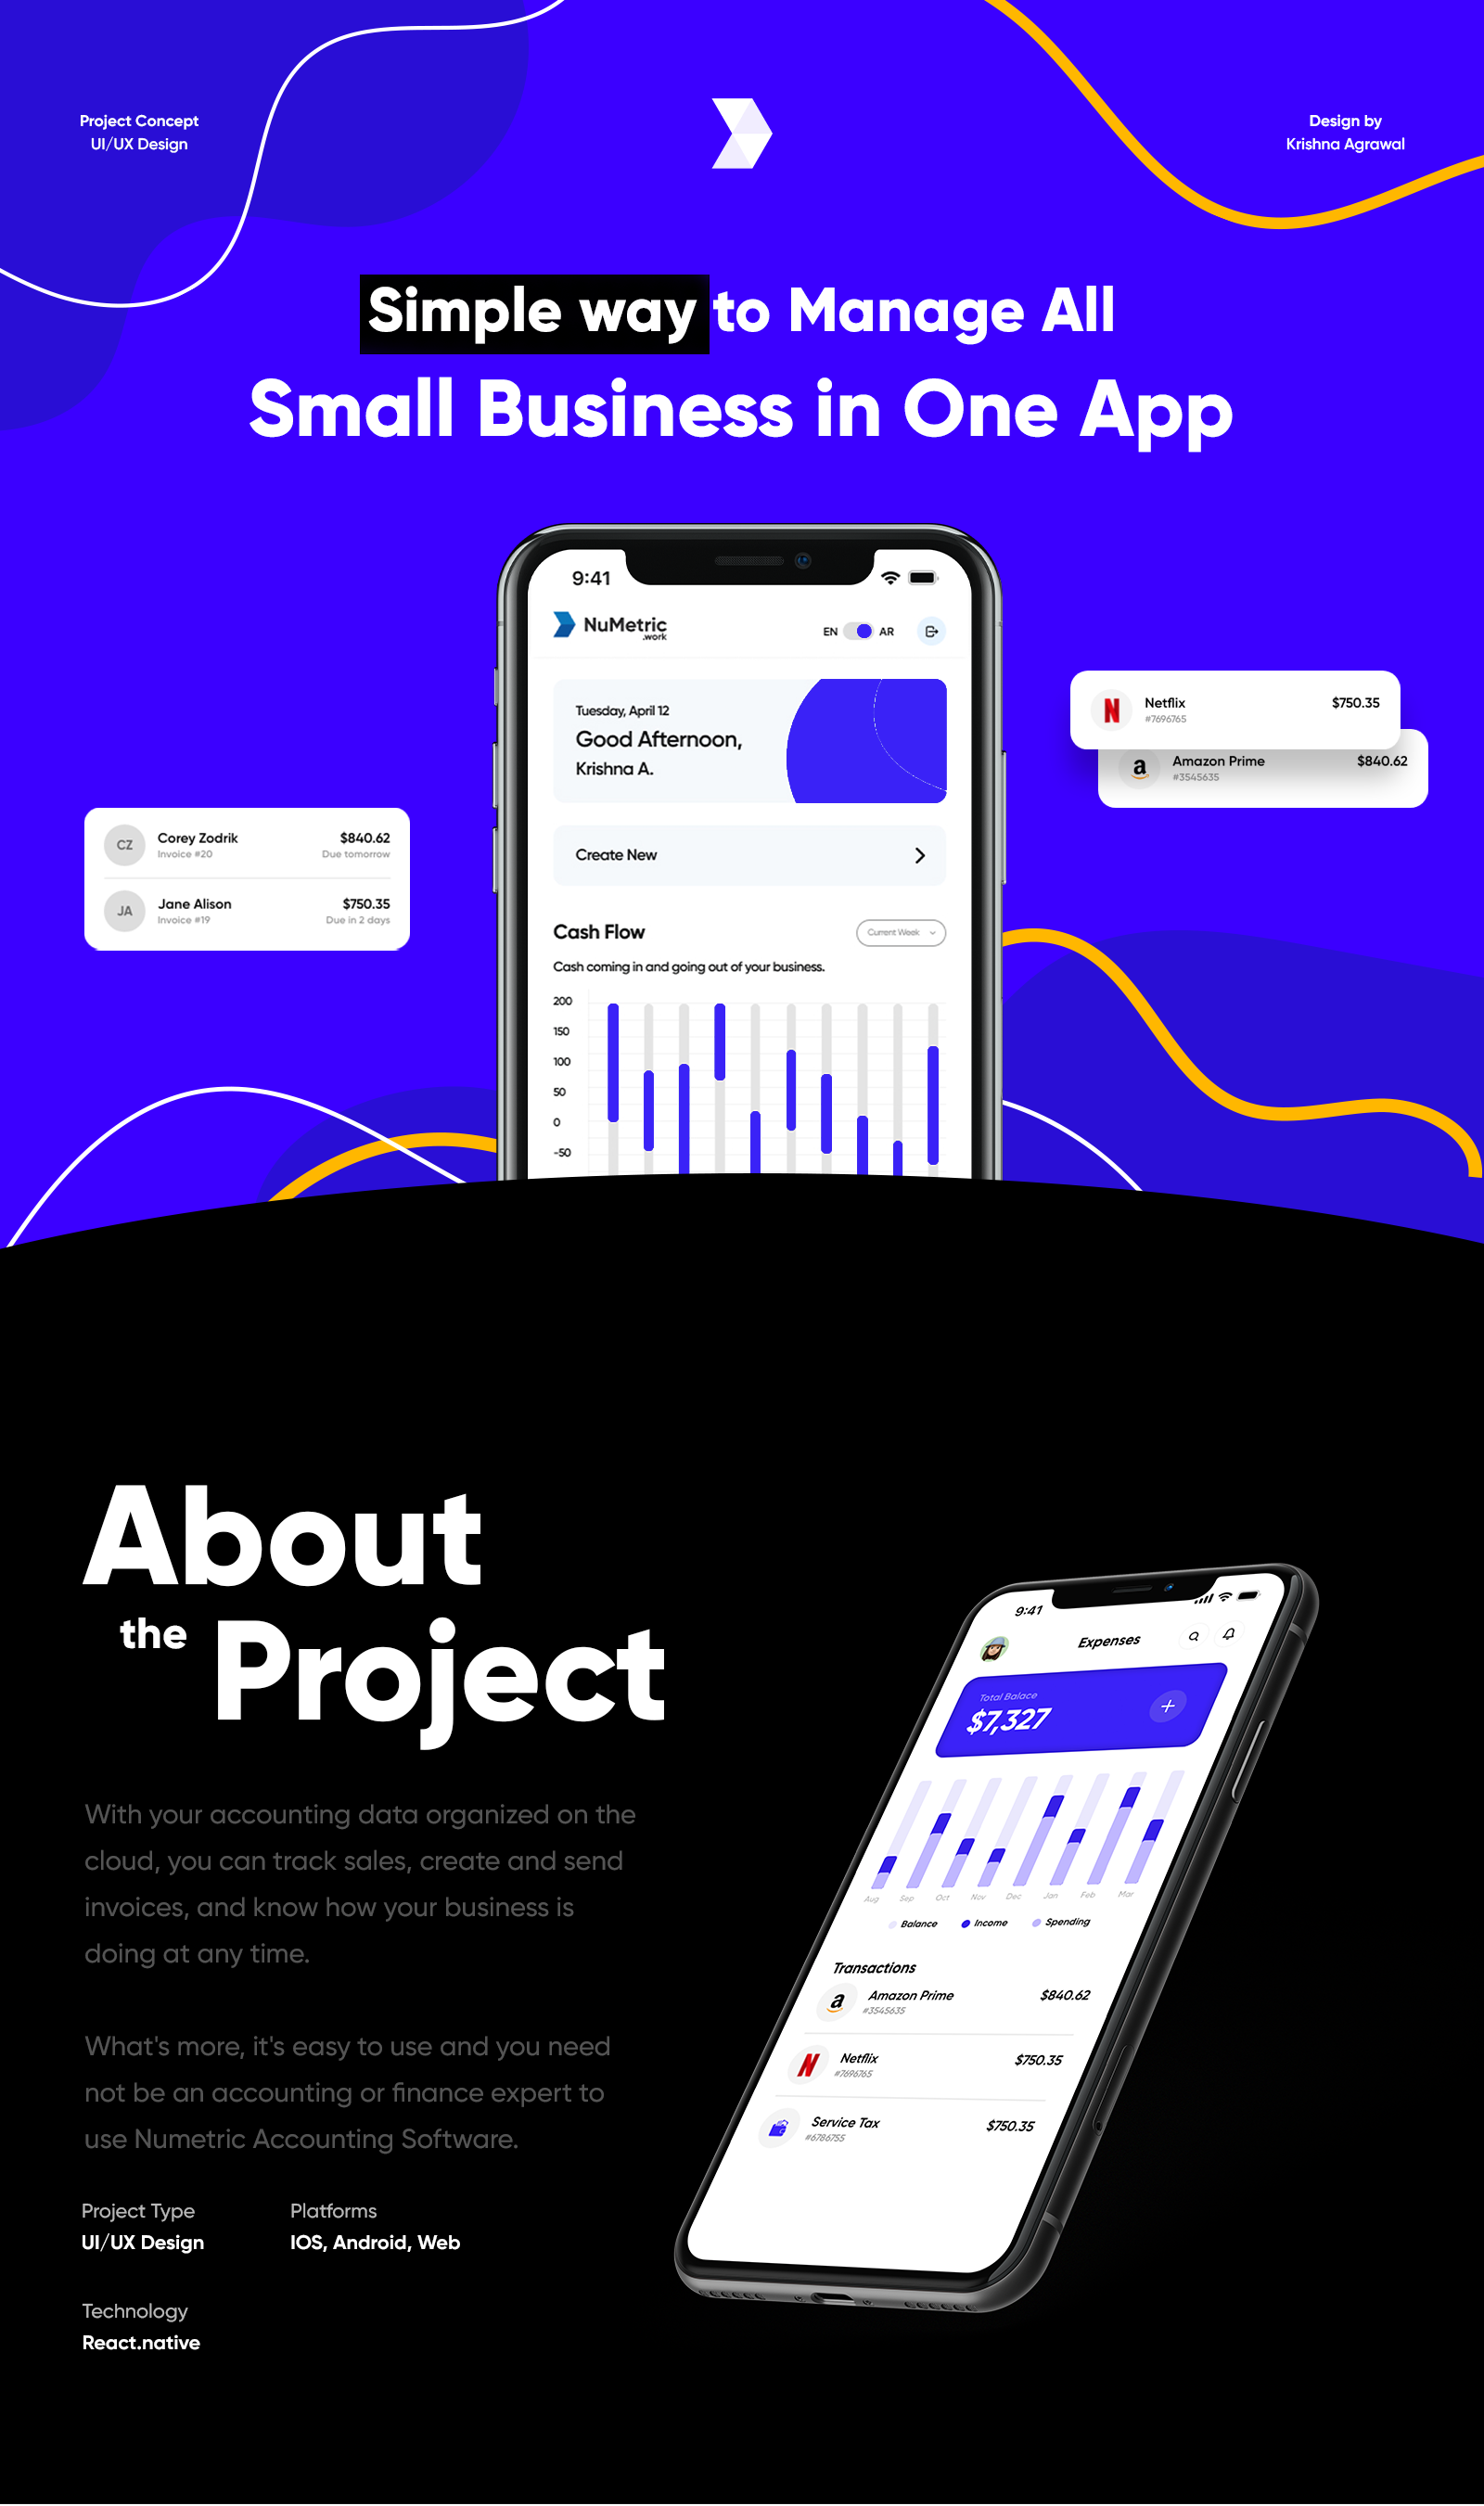 Project Concept
UI/UX Design
Design by
Krishna Agrawal
Simple way to Manage All
Small Business in One App
9:41
NuMetric
.work
EN AR
Tuesday, April 12
Good Afternoon,
Krishna A.
Create New
Cash Flow
Current Week
Cash coming in and going out of your business.
200
150
100
50
0
-50
CZ
Corey Zodrik
$840.62
Invoice #20
Due tomorrow
JA
Jane Alison
$750.35
Invoice #19
Due in 2 days
Netflix
$750.35
#7696765
Amazon Prime
$840.62
#3545635
About
the Project
With your accounting data organized on the
cloud, you can track sales, create and send
invoices, and know how your business is
doing at any time.
What's more, it's easy to use and you need
not be an accounting or finance expert to
use Numetric Accounting Software.
Project Type
UI/UX Design
Platforms
IOS, Android, Web
Technology
React.native
9:41
Expenses
Total Balace
$7,327
Aug Sep Oct Nov Dec Jan Feb Mar
Balance Income Spending
Transactions
Amazon Prime
$840.62
#3545635
Netflix
$750.35
#7696765
Service Tax
$750.35
#6786755